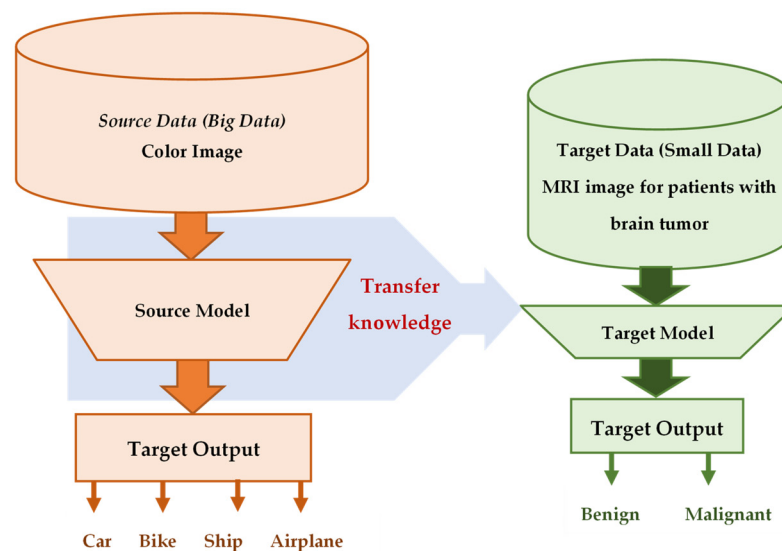 Source Data (Big Data)
Color Image
Source Model
Target Output
Car Bike Ship Airplane
Transfer
knowledge
Target Data (Small Data)
MRI image for patients with
brain tumor
Target Model
Target Output
Benign Malignant